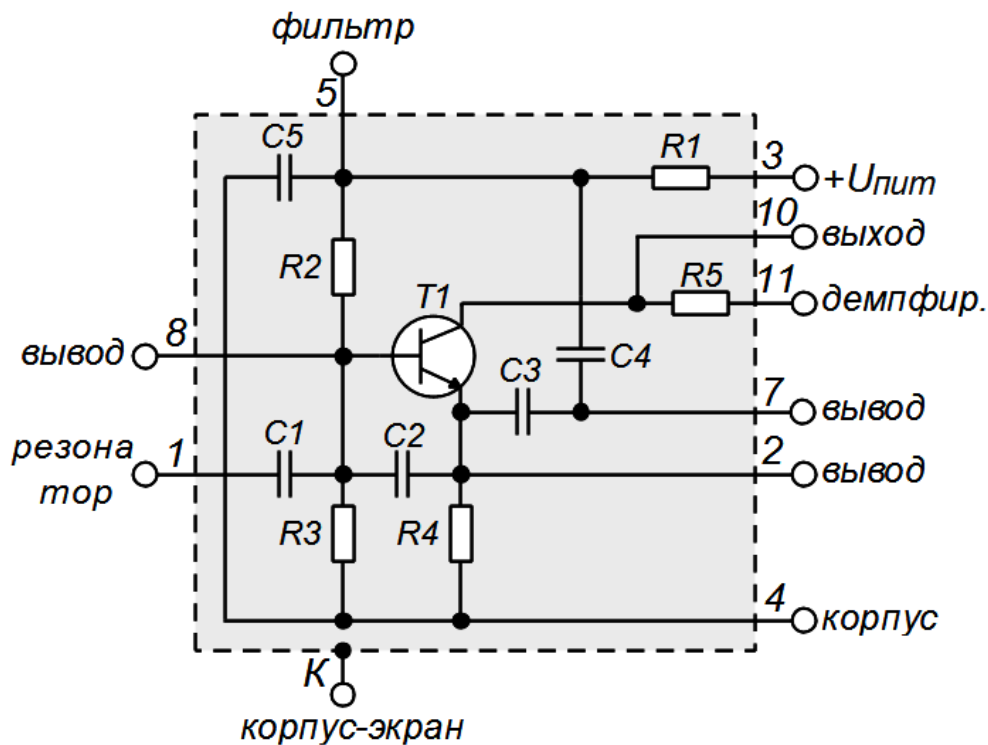 фильтр
5
C5
R1
3
+Uпит
10
выход
R2
T1
R5
11
демпфир.
8
вывод
C3
C4
7
вывод
резона
тор
1
C1
C2
2
вывод
R3
R4
4
корпус
К
корпус-экран